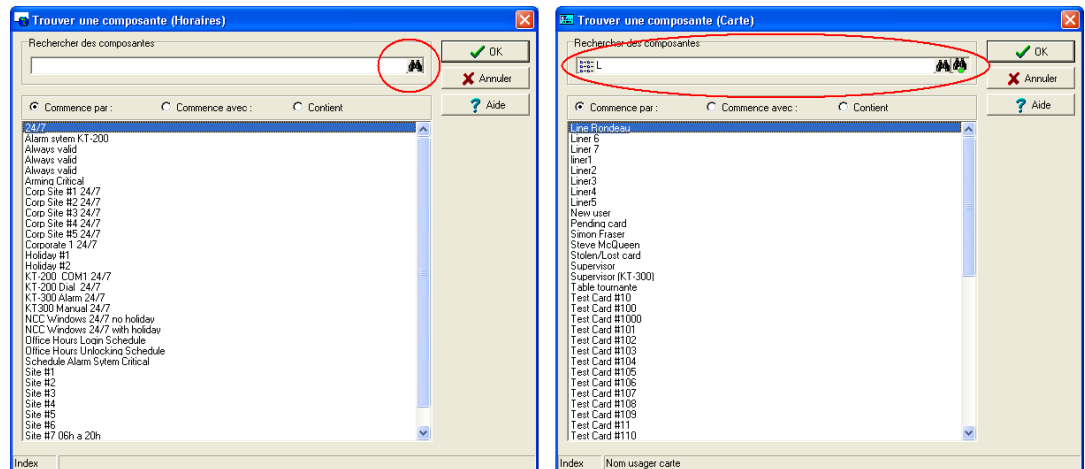 Trouver une composante (Horaires)
Rechercher des composantes
OK
Annuler
Aide
Commence par :
Commence avec :
Contient
24/7
Alarm sytem KT-200
Always valid
Always valid
Always valid
Arming Critical
Corp Site #1 24/7
Corp Site #2 24/7
Corp Site #3 24/7
Corp Site #4 24/7
Corp Site #5 24/7
Corporate 1 24/7
Holiday #1
Holiday #2
KT-200 COM1 24/7
KT-200 Dial 24/7
KT-300 Alarm 24/7
KT300 Manual 24/7
NCC Windows 24/7 no holiday
NCC Windows 24/7 with holiday
Office Hours Login Schedule
Office Hours Unlocking Schedule
Schedule Alarm Sytem Critical
Site #1
Site #2
Site #3
Site #4
Site #5
Site #6
Site #7 06h a 20h
Index
Trouver une composante (Carte)
Rechercher des composantes
L
OK
Annuler
Aide
Commence par :
Commence avec :
Contient
Line Rondeau
Liner 6
Liner 7
liner1
Liner2
Liner3
Liner4
Liner5
New user
Pending card
Simon Fraser
Steve McQueen
Stolen/Lost card
Supervisor
Supervisor (KT-300)
Table tournante
Test Card #10
Test Card #100
Test Card #1000
Test Card #101
Test Card #102
Test Card #103
Test Card #104
Test Card #105
Test Card #106
Test Card #107
Test Card #108
Test Card #109
Test Card #11
Test Card #110
Index
Nom usager carte